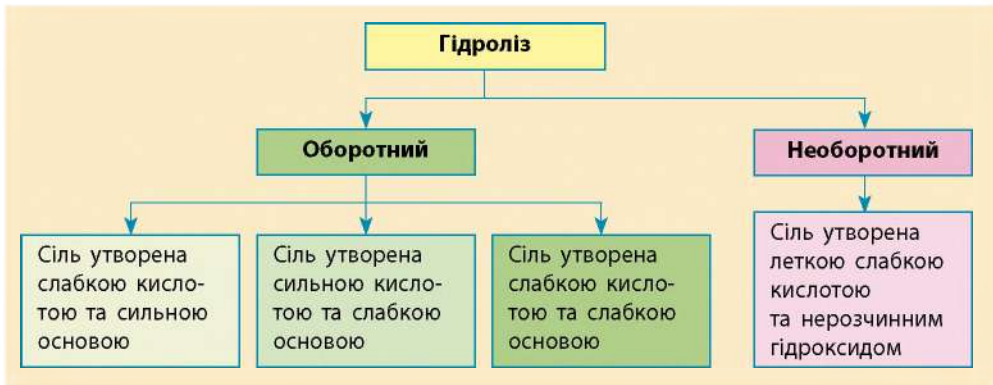 Гідроліз
Оборотний
Необоротний
Сіль утворена
слабкою кисло-
тою та сильною
основою
Сіль утворена
сильною кисло-
тою та слабкою
основою
Сіль утворена
слабкою кисло-
тою та слабкою
основою
Сіль утворена
леткою слабкою
кислотою
та нерозчинним
гідроксидом